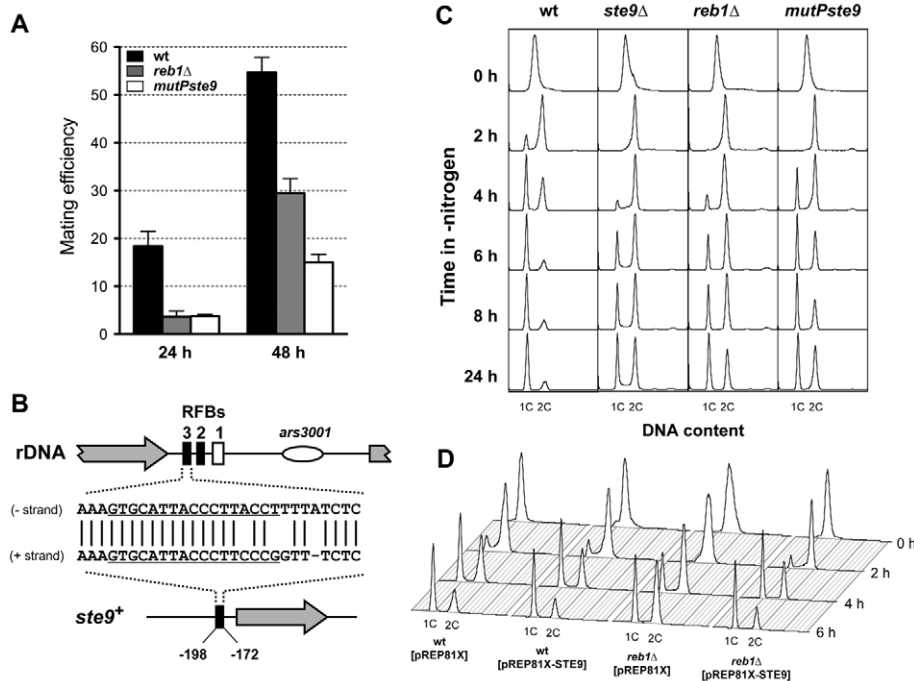 A
Mating efficiency
60
50
40
30
20
10
0
wt
reb1Δ
mutPste9
24 h
48 h
B
RFBs
3 2 1
ars3001
rDNA
(- strand)
AAAGTGCATTACCCTTACCTTTTATCTC
(+ strand)
AAAGTGCATTACCCTTCCCGGTT-TCTC
ste9+
-198
-172
C
wt ste9Δ reb1Δ mutPste9
Time in -nitrogen
0 h
2 h
4 h
6 h
8 h
24 h
1C 2C 1C 2C 1C 2C 1C 2C
DNA content
D
0 h
2 h
4 h
6 h
1C 2C 1C 2C 1C 2C 1C 2C
wt
[pREP81X]
wt
[pREP81X-STE9]
reb1Δ
[pREP81X]
reb1Δ
[pREP81X-STE9]